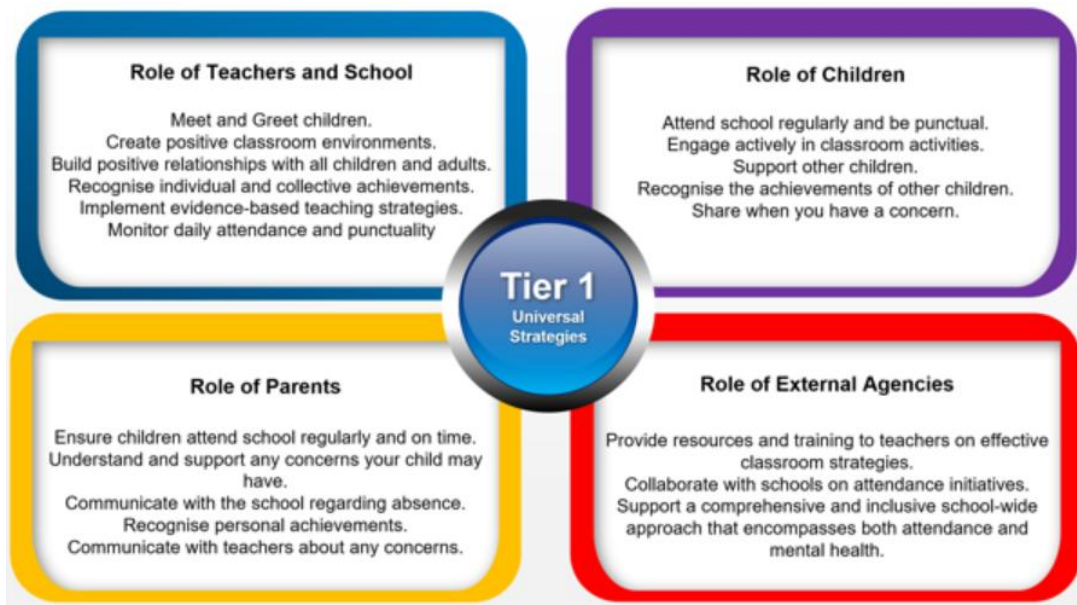 Role of Teachers and School
Meet and Greet children.
Create positive classroom environments.
Build positive relationships with all children and adults.
Recognise individual and collective achievements.
Implement evidence-based teaching strategies.
Monitor daily attendance and punctuality
Role of Children
Attend school regularly and be punctual.
Engage actively in classroom activities.
Support other children.
Recognise the achievements of other children.
Share when you have a concern.
Tier 1
Universal
Strategies
Role of Parents
Ensure children attend school regularly and on time.
Understand and support any concerns your child may
have.
Communicate with the school regarding absence.
Recognise personal achievements.
Communicate with teachers about any concerns.
Role of External Agencies
Provide resources and training to teachers on effective
classroom strategies.
Collaborate with schools on attendance initiatives.
Support a comprehensive and inclusive school-wide
approach that encompasses both attendance and
mental health.